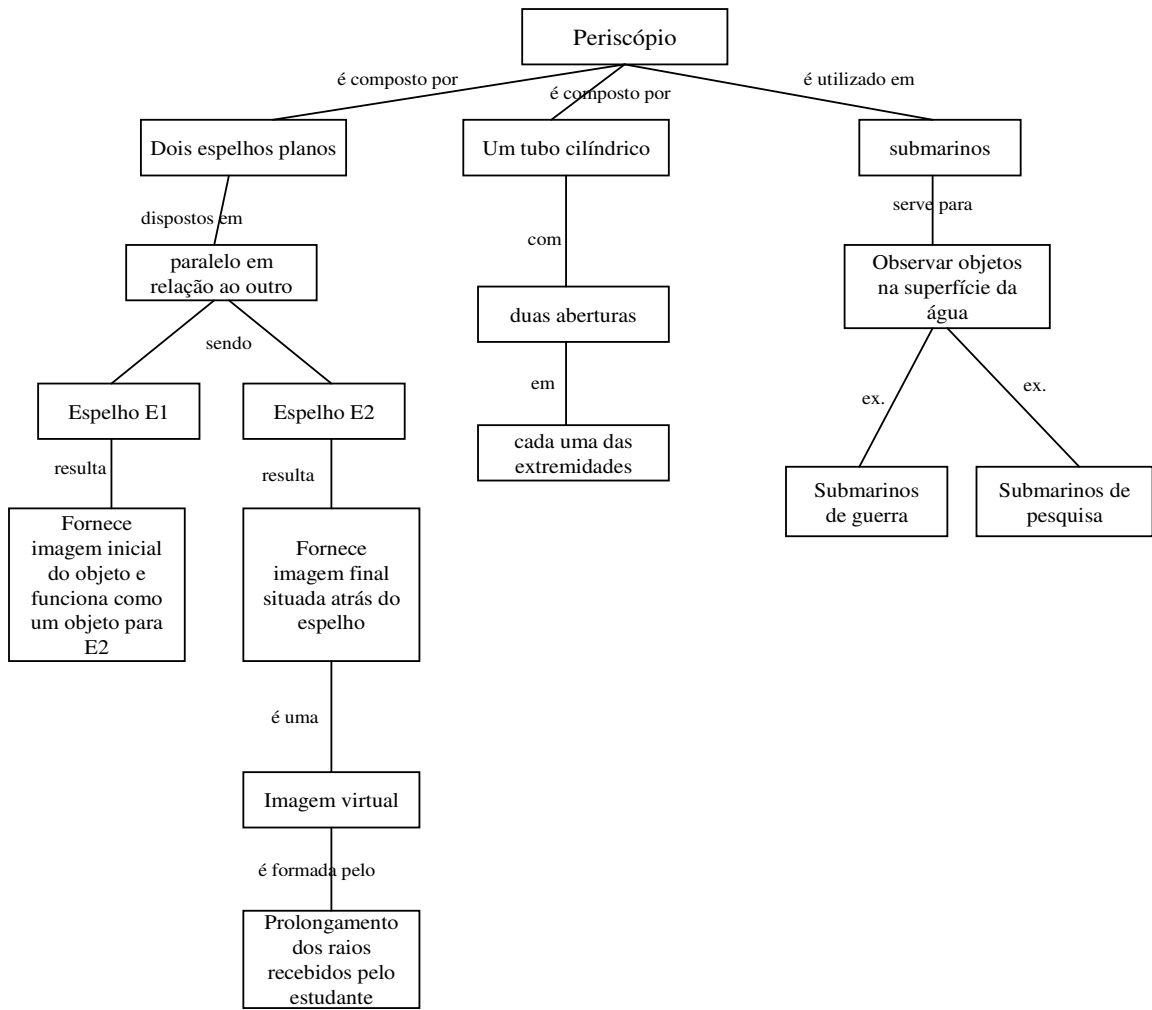 Periscópio
é composto por
é composto por
é utilizado em
Dois espelhos planos
Um tubo cilíndrico
submarinos
dispostos em
com
serve para
paralelo em
relação ao outro
duas aberturas
Observar objetos
na superfície da
água
sendo
em
ex.
ex.
Espelho E1
Espelho E2
cada uma das
extremidades
resulta
resulta
Submarinos
de guerra
Submarinos de
pesquisa
Fornece
imagem inicial
do objeto e
funciona como
um objeto para
E2
Fornece
imagem final
situada atrás do
espelho
é uma
Imagem virtual
é formada pelo
Prolongamento
dos raios
recebidos pelo
estudante